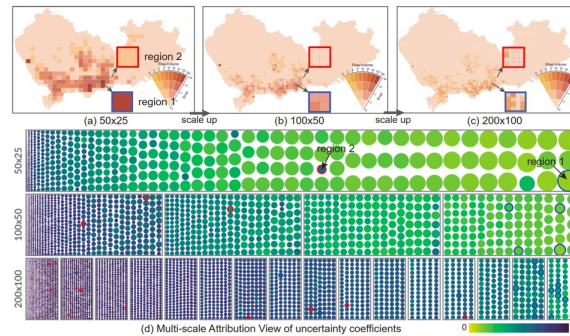 region 2
region 1
(a) 50x25
scale up
(b) 100x50
scale up
(c) 200x100
50x25
region 2
region 1
100x50
200x100
(d) Multi-scale Attribution View of uncertainty coefficients
0